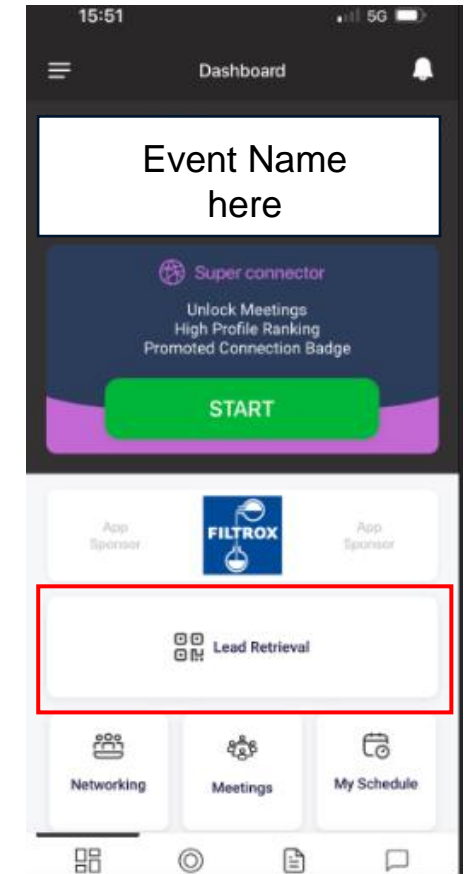 15:51
5G
Dashboard
Event Name
here
Super connector
Unlock Meetings
High Profile Ranking
Promoted Connection Badge
START
App
Sponsor
FILTROX
App
Sponsor
Lead Retrieval
Networking
Meetings
My Schedule